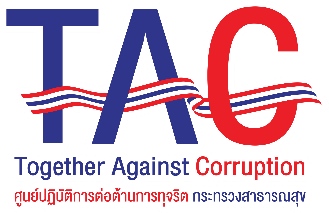 TAC
Together Against Corruption
ศูนย์ปฏิบัติการต่อต้านการทุจริต กระทรวงสาธารณสุข